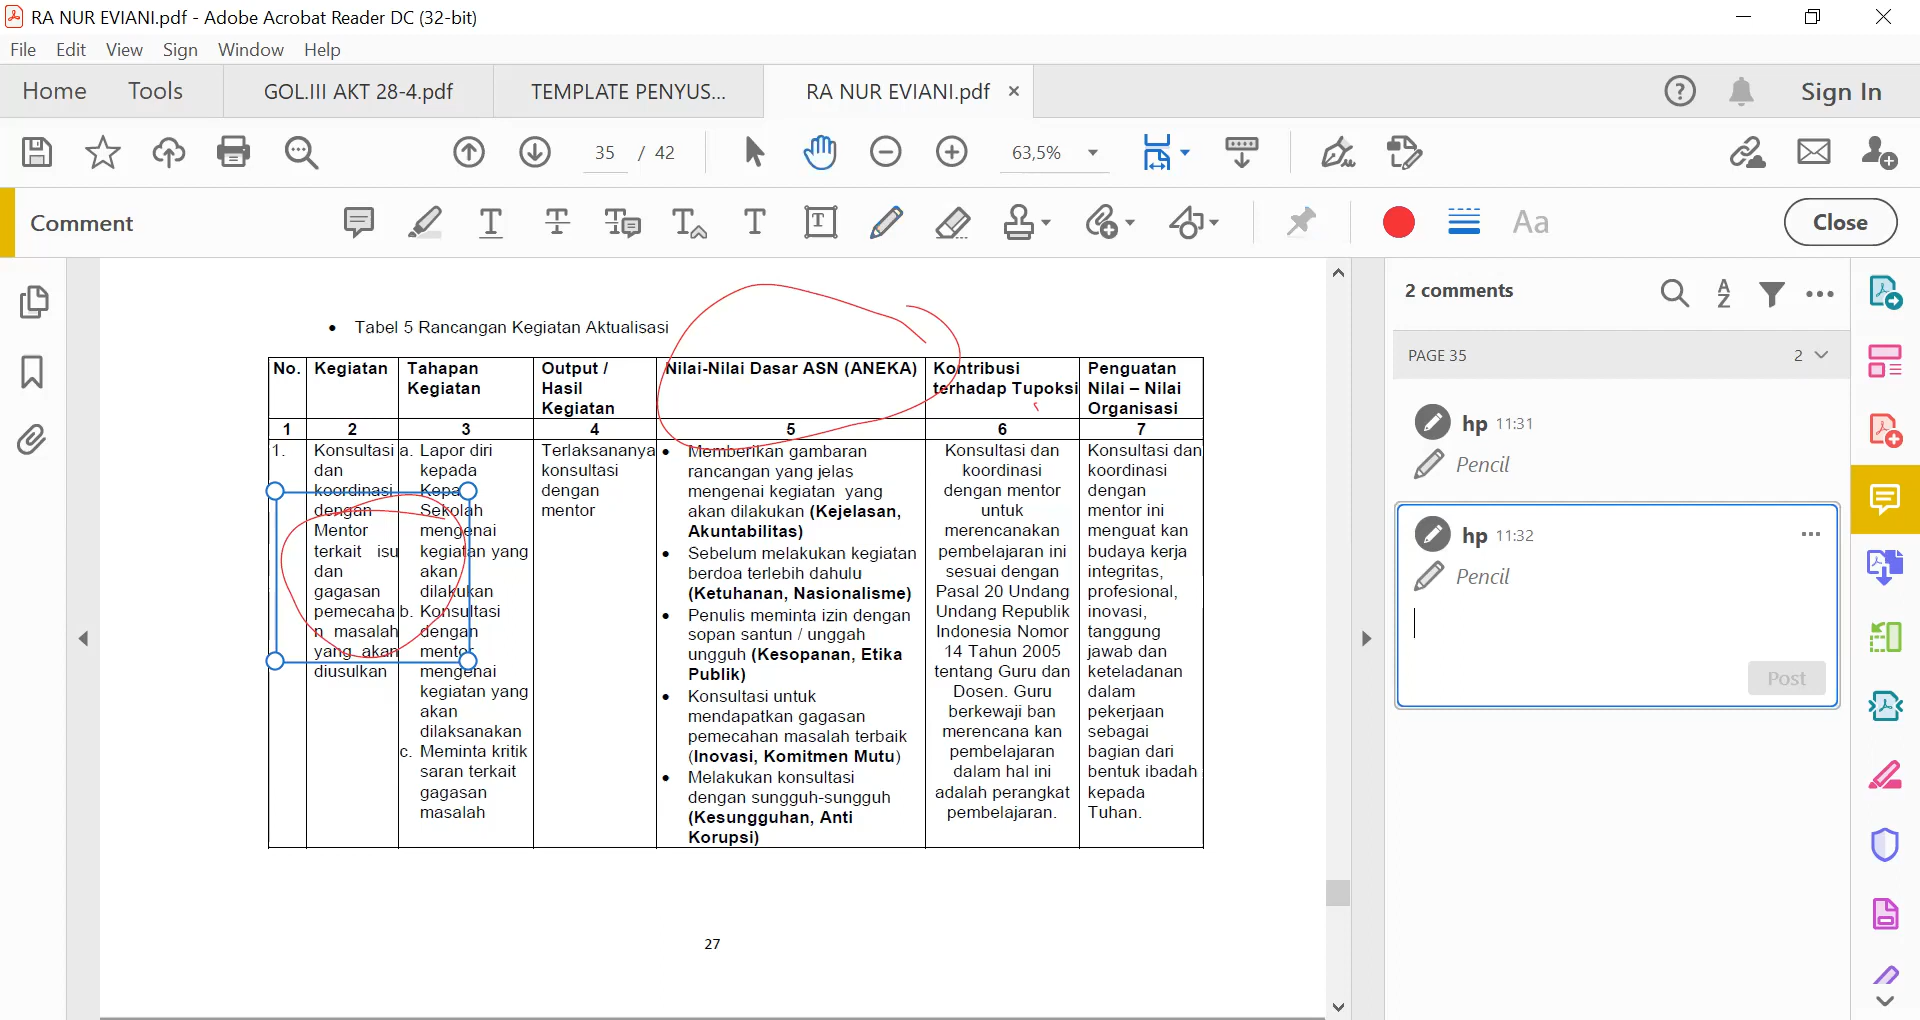 RA NUR EVIANI.pdf - Adobe Acrobat Reader DC (32-bit)
File Edit View Sign Window Help
Home Tools GOL.III AKT 28-4.pdf TEMPLATE PENYUS... RA NUR EVIANI.pdf × Sign In
35 / 42 63,5%
Comment Aa Close
• Tabel 5 Rancangan Kegiatan Aktualisasi
No.
Kegiatan
Tahapan
Kegiatan
Output /
Hasil
Kegiatan
Nilai-Nilai Dasar ASN (ANEKA)
Kontribusi
terhadap Tupoksi
Penguatan
Nilai – Nilai
Organisasi
1 2 3 4 5 6 7
1.
Konsultasi
dan
koordinasi
dengan
Mentor
terkait isu
dan
gagasan
pemecaha
n masalah
yang akan
diusulkan
a. Lapor diri
kepada
Kepala
Sekolah
mengenai
kegiatan yang
akan
dilakukan
b. Konsultasi
dengan
mentor
mengenai
kegiatan yang
akan
dilaksanakan
c. Meminta kritik
saran terkait
gagasan
masalah
Terlaksananya
konsultasi
dengan
mentor
• Memberikan gambaran
rancangan yang jelas
mengenai kegiatan yang
akan dilakukan (Kejelasan,
Akuntabilitas)
• Sebelum melakukan kegiatan
berdoa terlebih dahulu
(Ketuhanan, Nasionalisme)
• Penulis meminta izin dengan
sopan santun / unggah
ungguh (Kesopanan, Etika
Publik)
• Konsultasi untuk
mendapatkan gagasan
pemecahan masalah terbaik
(Inovasi, Komitmen Mutu)
• Melakukan konsultasi
dengan sungguh-sungguh
(Kesungguhan, Anti
Korupsi)
Konsultasi dan
koordinasi
dengan mentor
untuk
merencanakan
pembelajaran ini
sesuai dengan
Pasal 20 Undang
Undang Republik
Indonesia Nomor
14 Tahun 2005
tentang Guru dan
Dosen. Guru
berkewaji ban
merencana kan
pembelajaran
dalam hal ini
adalah perangkat
pembelajaran.
Konsultasi dan
koordinasi
dengan
mentor ini
menguat kan
budaya kerja
integritas,
profesional,
inovasi,
tanggung
jawab dan
keteladanan
dalam
pekerjaan
sebagai
bagian dari
bentuk ibadah
kepada
Tuhan.
27
2 comments
PAGE 35 2
hp 11:31
Pencil
hp 11:32
Pencil
Post